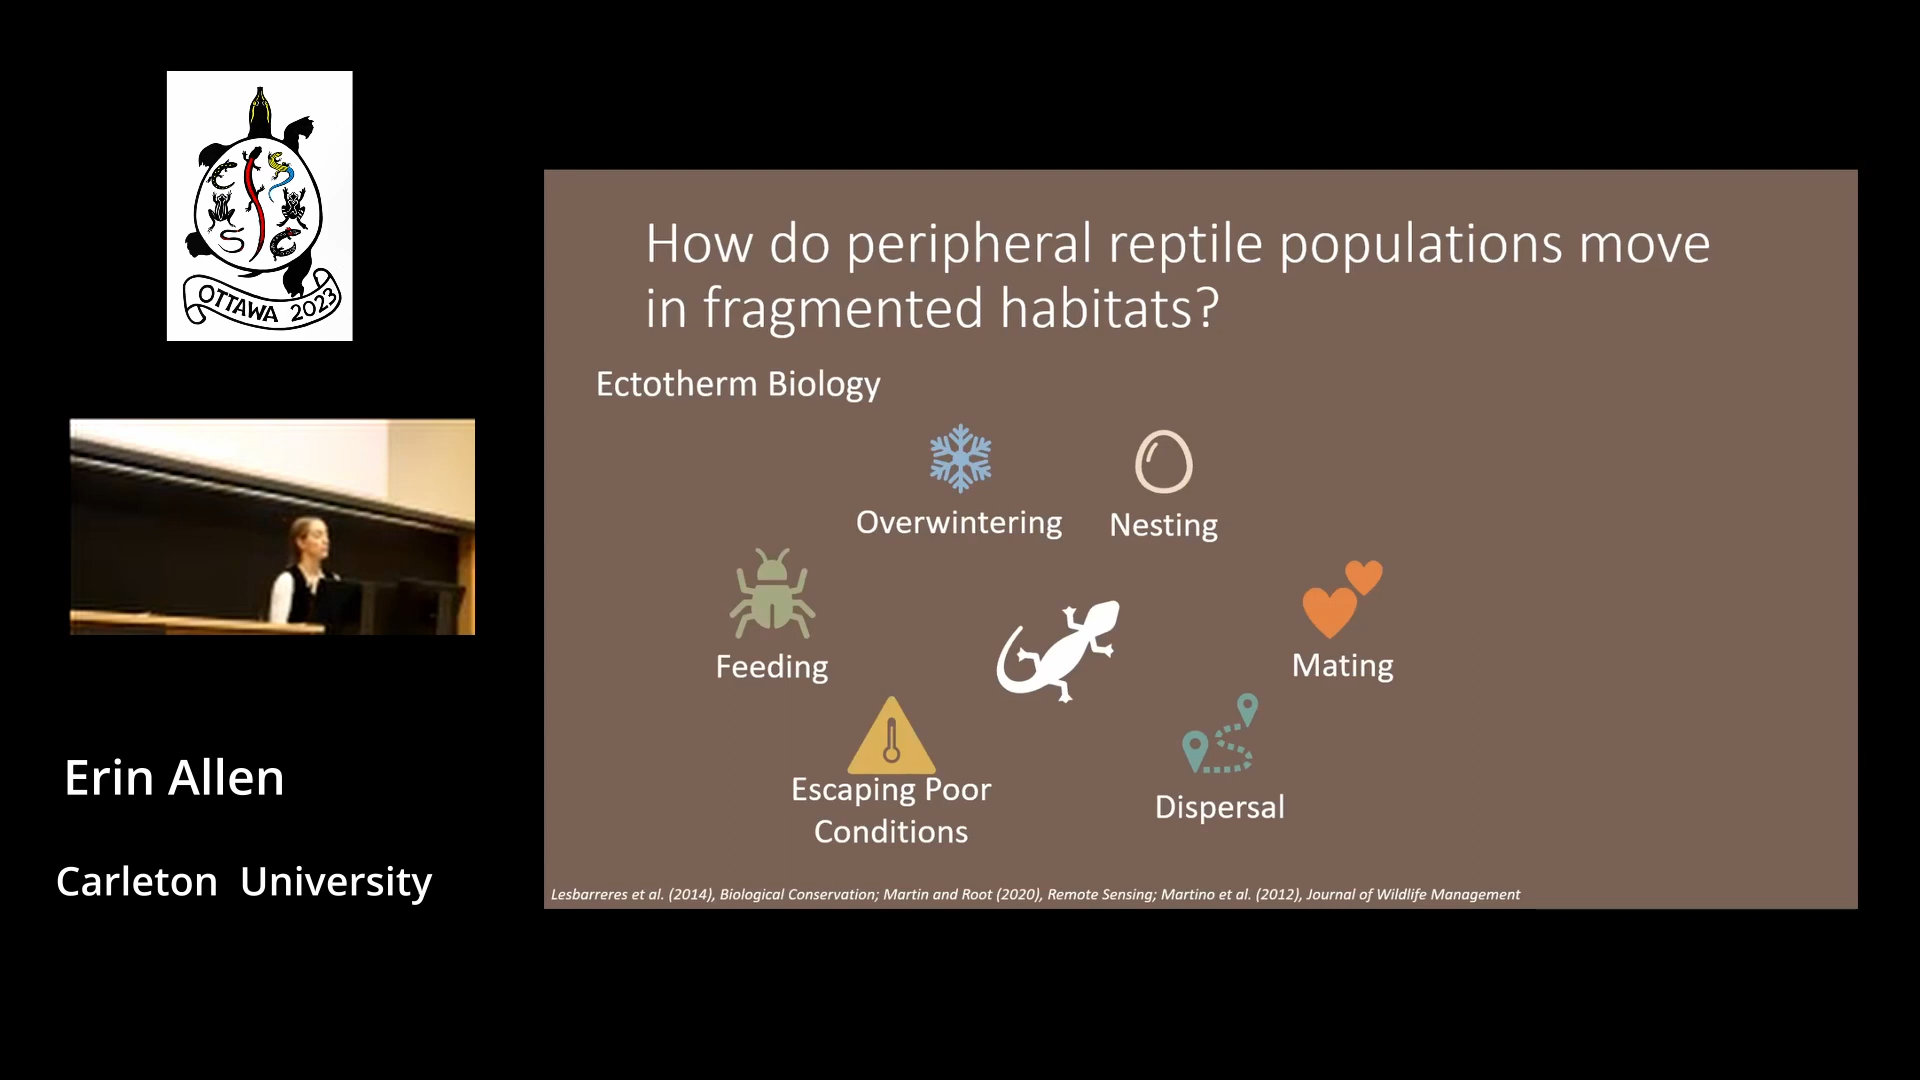 OTTAWA 2023
Erin Allen
Carleton University
How do peripheral reptile populations move
in fragmented habitats?
Ectotherm Biology
Overwintering
Nesting
Feeding
Mating
Escaping Poor
Conditions
Dispersal
Lesbarreres et al. (2014), Biological Conservation; Martin and Root (2020), Remote Sensing; Martino et al. (2012), Journal of Wildlife Management